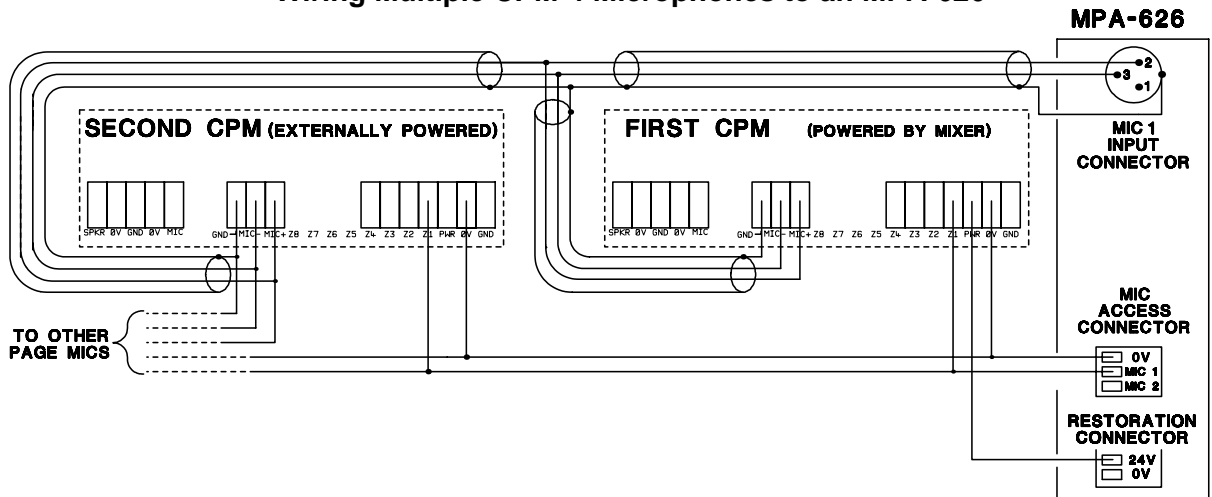 MPA-626
2
3
1
MIC 1
INPUT
CONNECTOR
SECOND CPM (EXTERNALLY POWERED)
SPKR 0V GND 0V MIC
GND MIC- MIC+ Z8 Z7 Z6 Z5 Z4 Z3 Z2 Z1 PWR 0V GND
FIRST CPM (POWERED BY MIXER)
SPKR 0V GND 0V MIC
GND MIC- MIC+ Z8 Z7 Z6 Z5 Z4 Z3 Z2 Z1 PWR 0V GND
TO OTHER
PAGE MICS
MIC
ACCESS
CONNECTOR
0V
MIC 1
MIC 2
RESTORATION
CONNECTOR
24V
0V